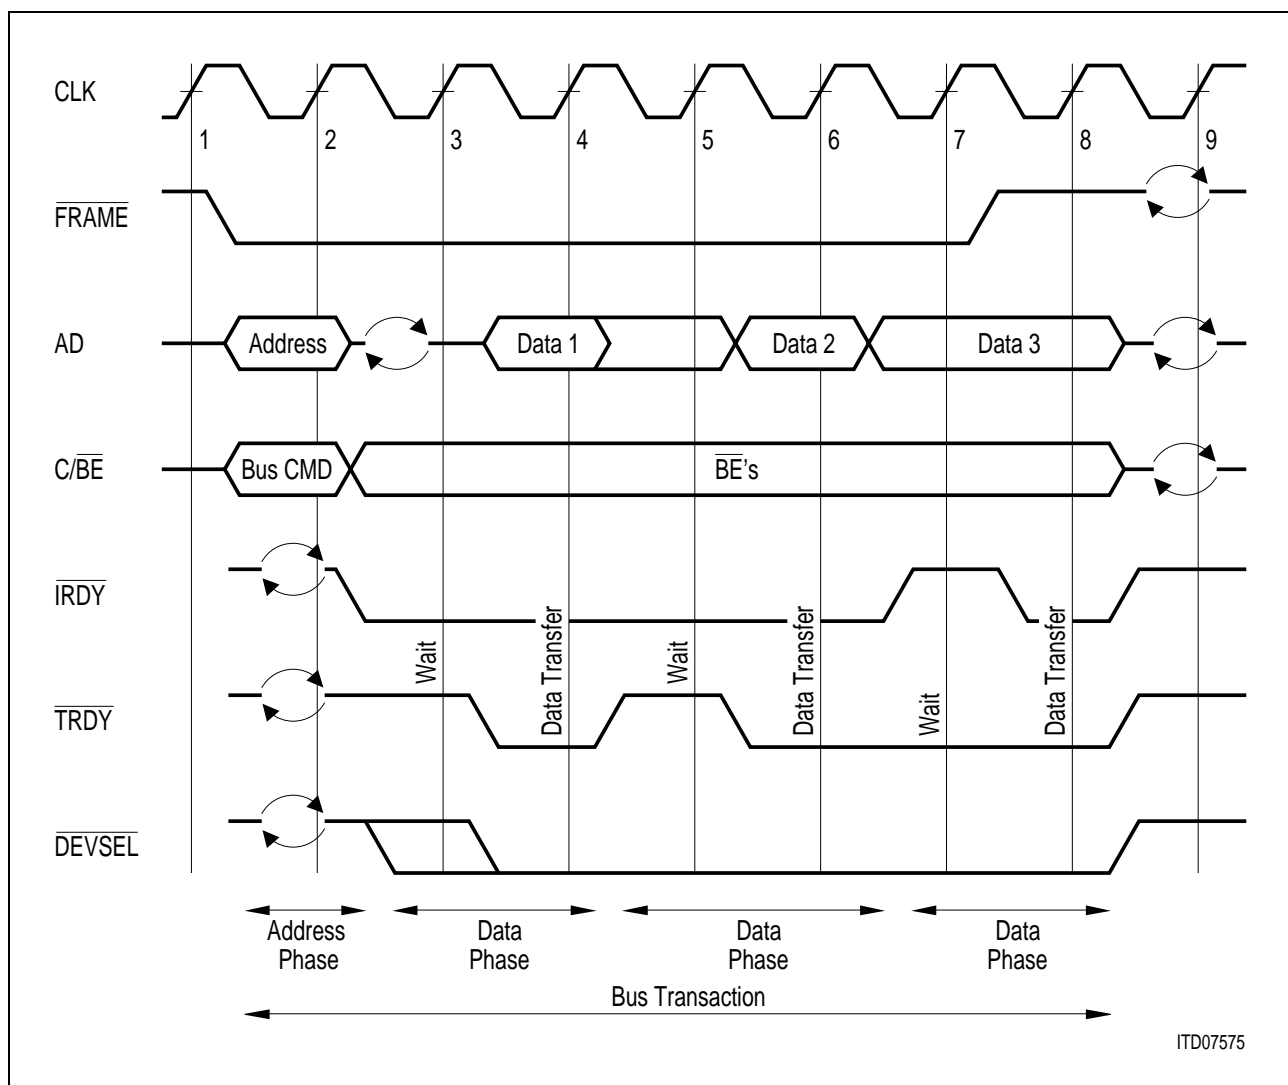 CLK
1 2 3 4 5 6 7 8 9
FRAME
AD
Address
Data 1
Data 2
Data 3
C/BE
Bus CMD
BE's
IRDY
Wait
Data Transfer
Wait
Data Transfer
Wait
Data Transfer
TRDY
DEVSEL
Address
Phase
Data
Phase
Data
Phase
Data
Phase
Bus Transaction
ITD07575